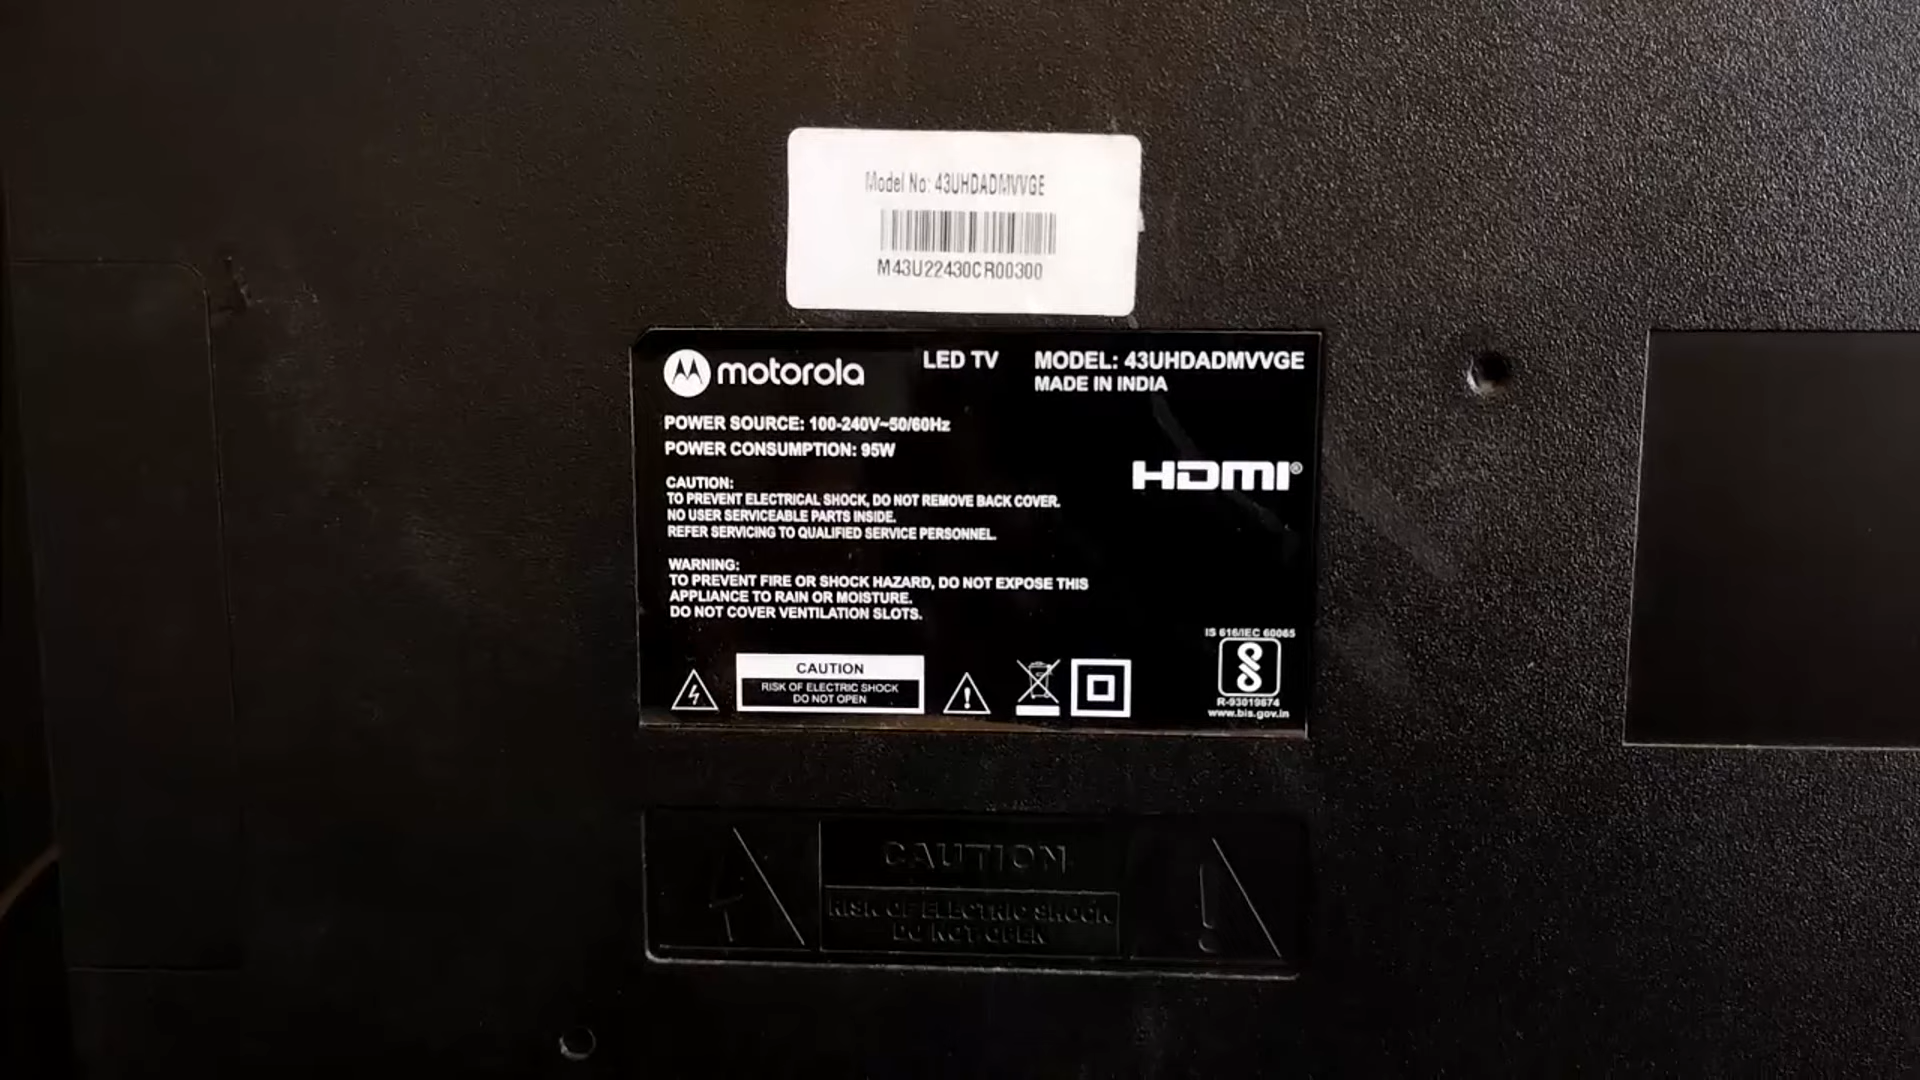 Model No: 43UHDADMVVGE
M43U22430CR00300
motorola
LED TV
MODEL: 43UHDADMVVGE
MADE IN INDIA
POWER SOURCE: 100-240V~50/60Hz
POWER CONSUMPTION: 95W
HDMI®
CAUTION:
TO PREVENT ELECTRICAL SHOCK, DO NOT REMOVE BACK COVER.
NO USER SERVICEABLE PARTS INSIDE.
REFER SERVICING TO QUALIFIED SERVICE PERSONNEL.
WARNING:
TO PREVENT FIRE OR SHOCK HAZARD, DO NOT EXPOSE THIS
APPLIANCE TO RAIN OR MOISTURE.
DO NOT COVER VENTILATION SLOTS.
CAUTION
RISK OF ELECTRIC SHOCK
DO NOT OPEN
IS 616/IEC 60065
R-93019874
www.bis.gov.in
CAUTION
RISK OF ELECTRIC SHOCK
DO NOT OPEN